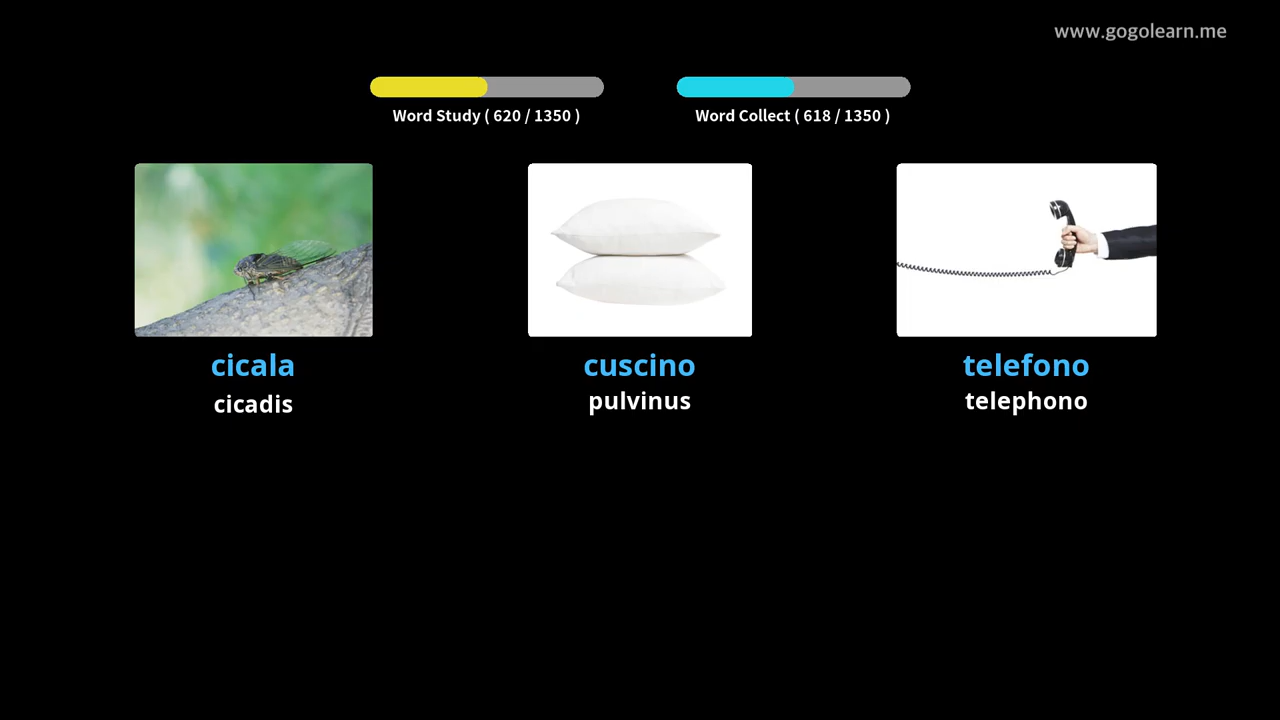 www.gogolearn.me
Word Study ( 620 / 1350 )
Word Collect ( 618 / 1350 )
cicala
cuscino
telefono
cicadis
pulvinus
telephono